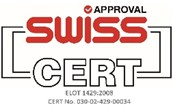 APPROVAL
SWISS
CERT
ELOT 1429:2008
CERT No. 030-02-429-00034